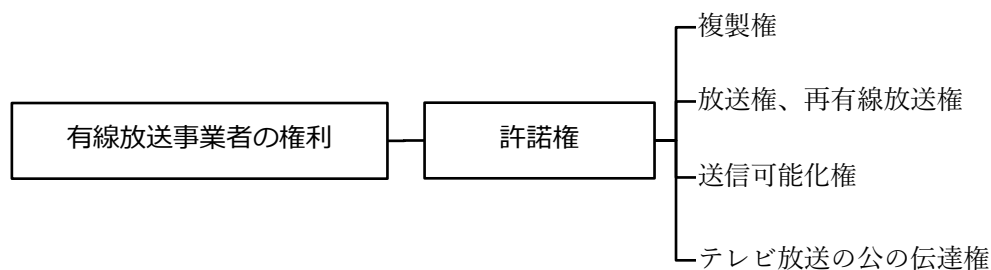 有線放送事業者の権利
許諾権
複製権
放送権、再有線放送権
送信可能化権
テレビ放送の公の伝達権